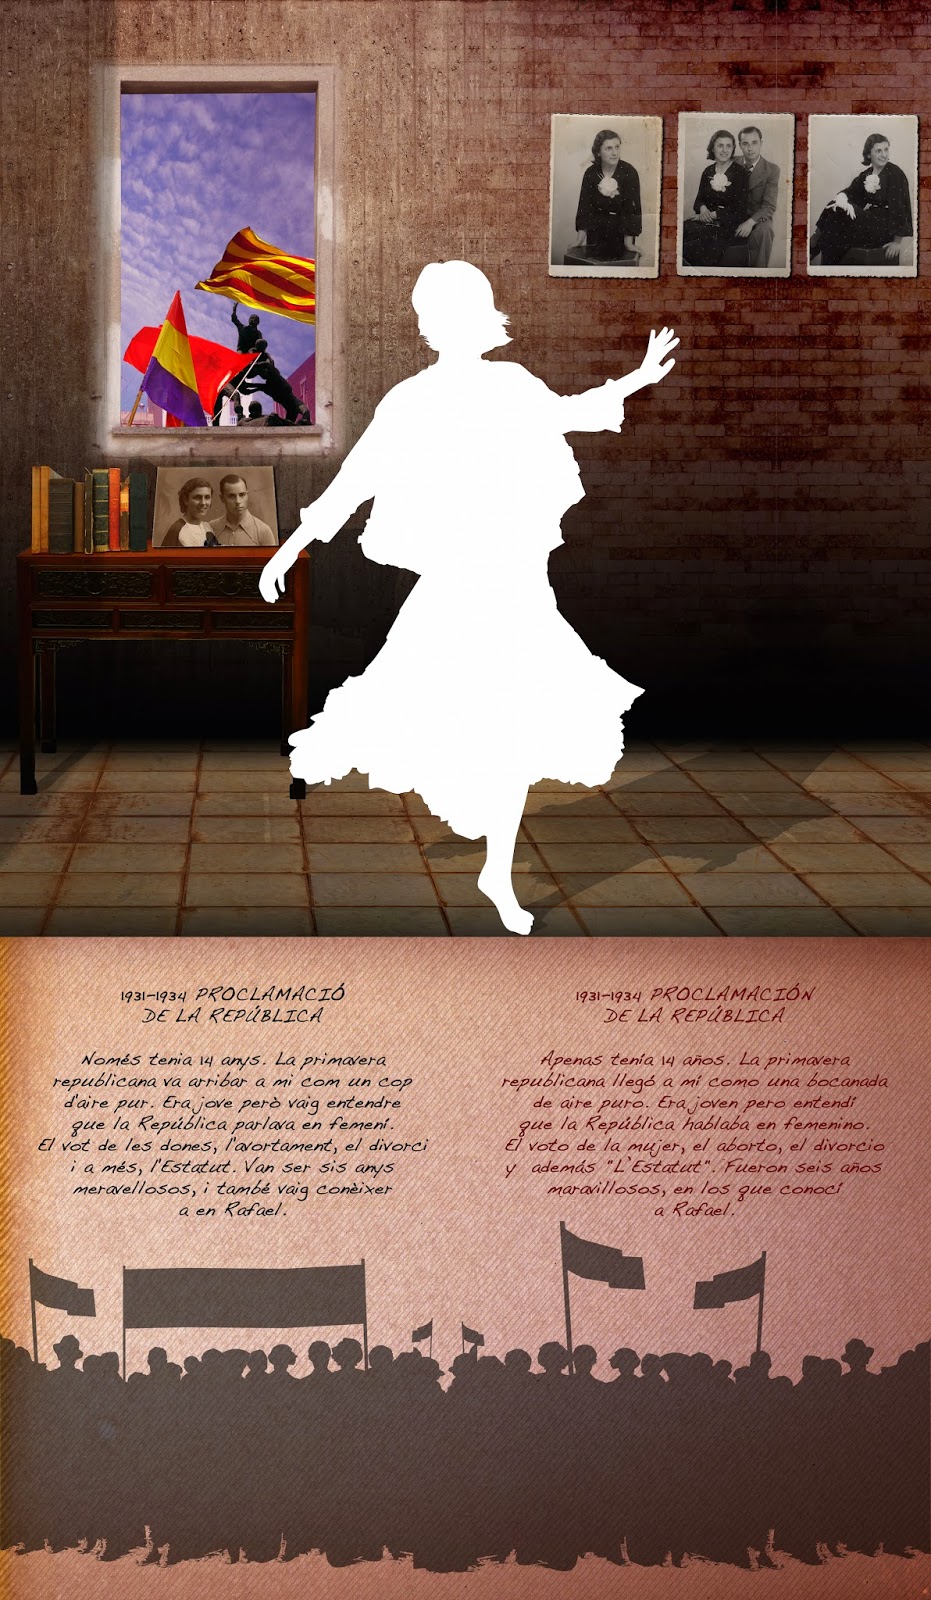 1931-1934 PROCLAMACIÓ
DE LA REPÚBLICA
Només tenia 14 anys. La primavera
republicana va arribar a mi com un cop
d'aire pur. Era jove però vaig entendre
que la República parlava en femení.
El vot de les dones, l'avortament, el divorci
i a més, l'Estatut. Van ser sis anys
meravellosos, i també vaig conèixer
a en Rafael.
1931-1934 PROCLAMACIÓN
DE LA REPÚBLICA
Apenas tenía 14 años. La primavera
republicana llegó a mí como una bocanada
de aire puro. Era joven pero entendí
que la República hablaba en femenino.
El voto de la mujer, el aborto, el divorcio
y además "L'Estatut". Fueron seis años
maravillosos, en los que conocí
a Rafael.